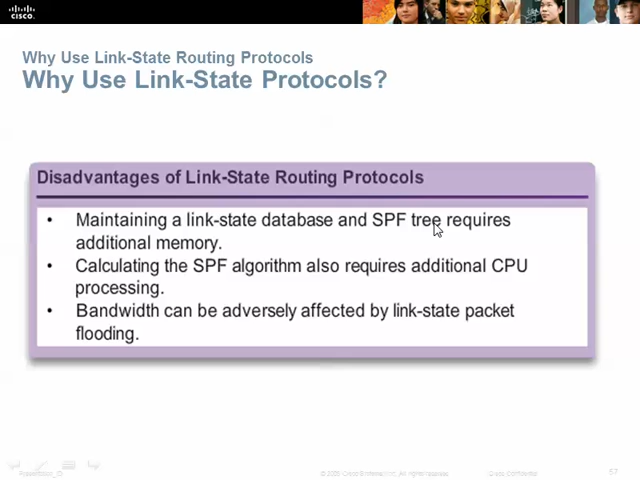 CISCO
Why Use Link-State Routing Protocols
Why Use Link-State Protocols?
Disadvantages of Link-State Routing Protocols
• Maintaining a link-state database and SPF tree requires
additional memory.
• Calculating the SPF algorithm also requires additional CPU
processing.
• Bandwidth can be adversely affected by link-state packet
flooding.
Presentation_ID
Cisco Confidential
57